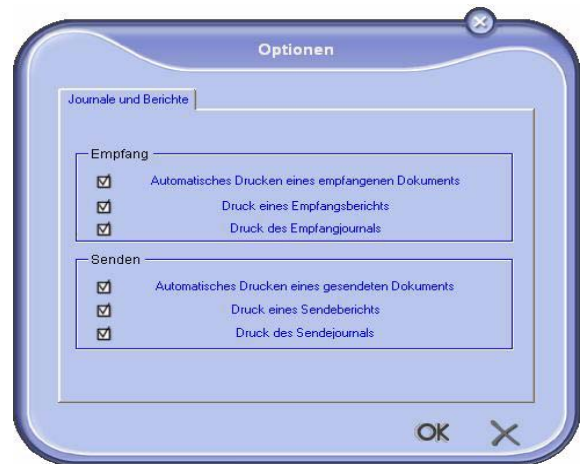 Optionen
Journale und Berichte
Empfang
Automatisches Drucken eines empfangenen Dokuments
Druck eines Empfangsberichts
Druck des Empfangjournals
Senden
Automatisches Drucken eines gesendeten Dokuments
Druck eines Sendeberichts
Druck des Sendejournals
OK